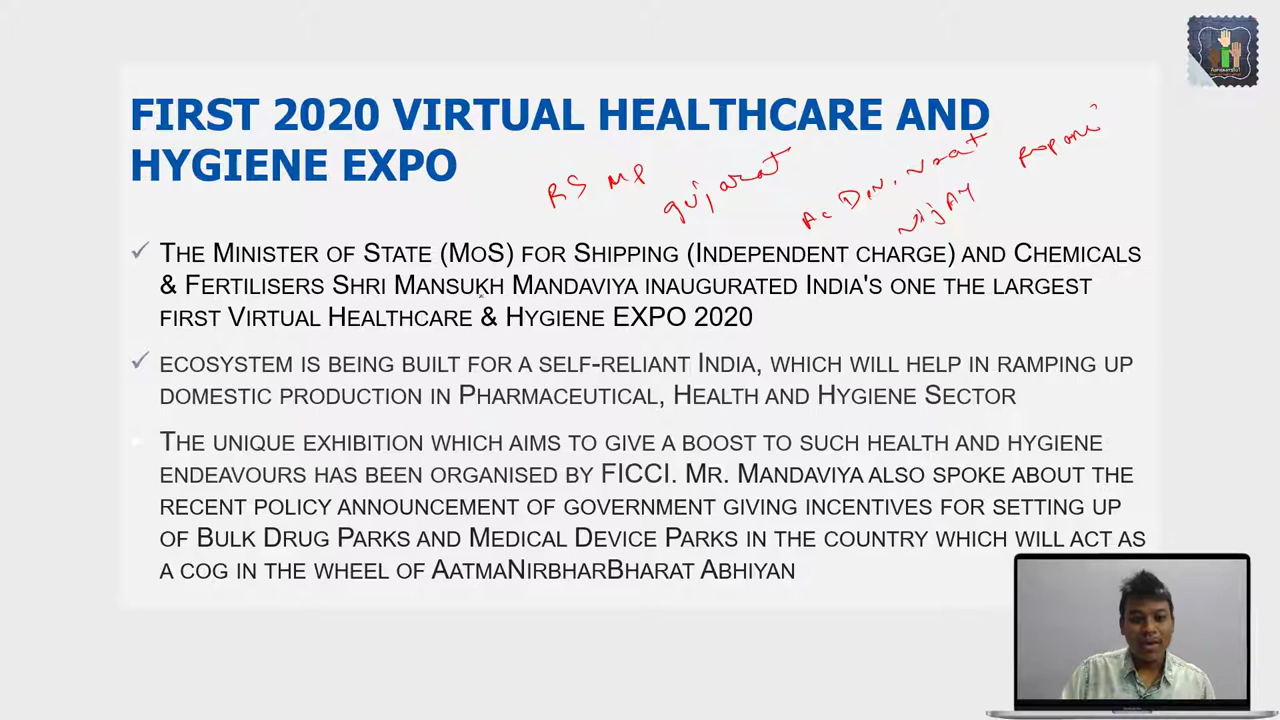 FIRST 2020 VIRTUAL HEALTHCARE AND
HYGIENE EXPO
RS MP
gujarat
Ac Dev. Vrat
vijAY
THE MINISTER OF STATE (MOS) FOR SHIPPING (INDEPENDENT CHARGE) AND CHEMICALS
& FERTILISERS SHRI MANSUKH MANDAVIYA INAUGURATED INDIA'S ONE THE LARGEST
FIRST VIRTUAL HEALTHCARE & HYGIENE EXPO 2020
ECOSYSTEM IS BEING BUILT FOR A SELF-RELIANT INDIA, WHICH WILL HELP IN RAMPING UP
DOMESTIC PRODUCTION IN PHARMACEUTICAL, HEALTH AND HYGIENE SECTOR
THE UNIQUE EXHIBITION WHICH AIMS TO GIVE A BOOST TO SUCH HEALTH AND HYGIENE
ENDEAVOURS HAS BEEN ORGANISED BY FICCI. MR. MANDAVIYA ALSO SPOKE ABOUT THE
RECENT POLICY ANNOUNCEMENT OF GOVERNMENT GIVING INCENTIVES FOR SETTING UP
OF BULK DRUG PARKS AND MEDICAL DEVICE PARKS IN THE COUNTRY WHICH WILL ACT AS
A COG IN THE WHEEL OF AATMANIRBHARBHARAT ABHIYAN